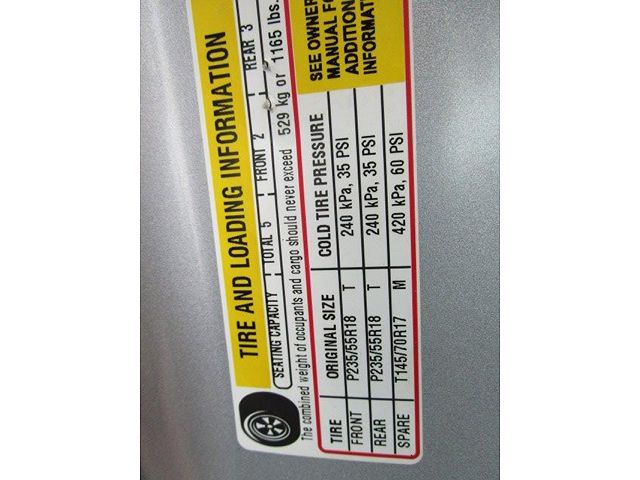 TIRE AND LOADING INFORMATION
SEATING CAPACITY TOTAL 5 FRONT 2 REAR 3
The combined weight of occupants and cargo should never exceed 529 kg or 1165 lbs.
TIRE ORIGINAL SIZE COLD TIRE PRESSURE
FRONT P235/55R18 T 240 kPa, 35 PSI
REAR P235/55R18 T 240 kPa, 35 PSI
SPARE T145/70R17 M 420 kPa, 60 PSI
SEE OWNER
MANUAL FO
ADDITION
INFORMAT